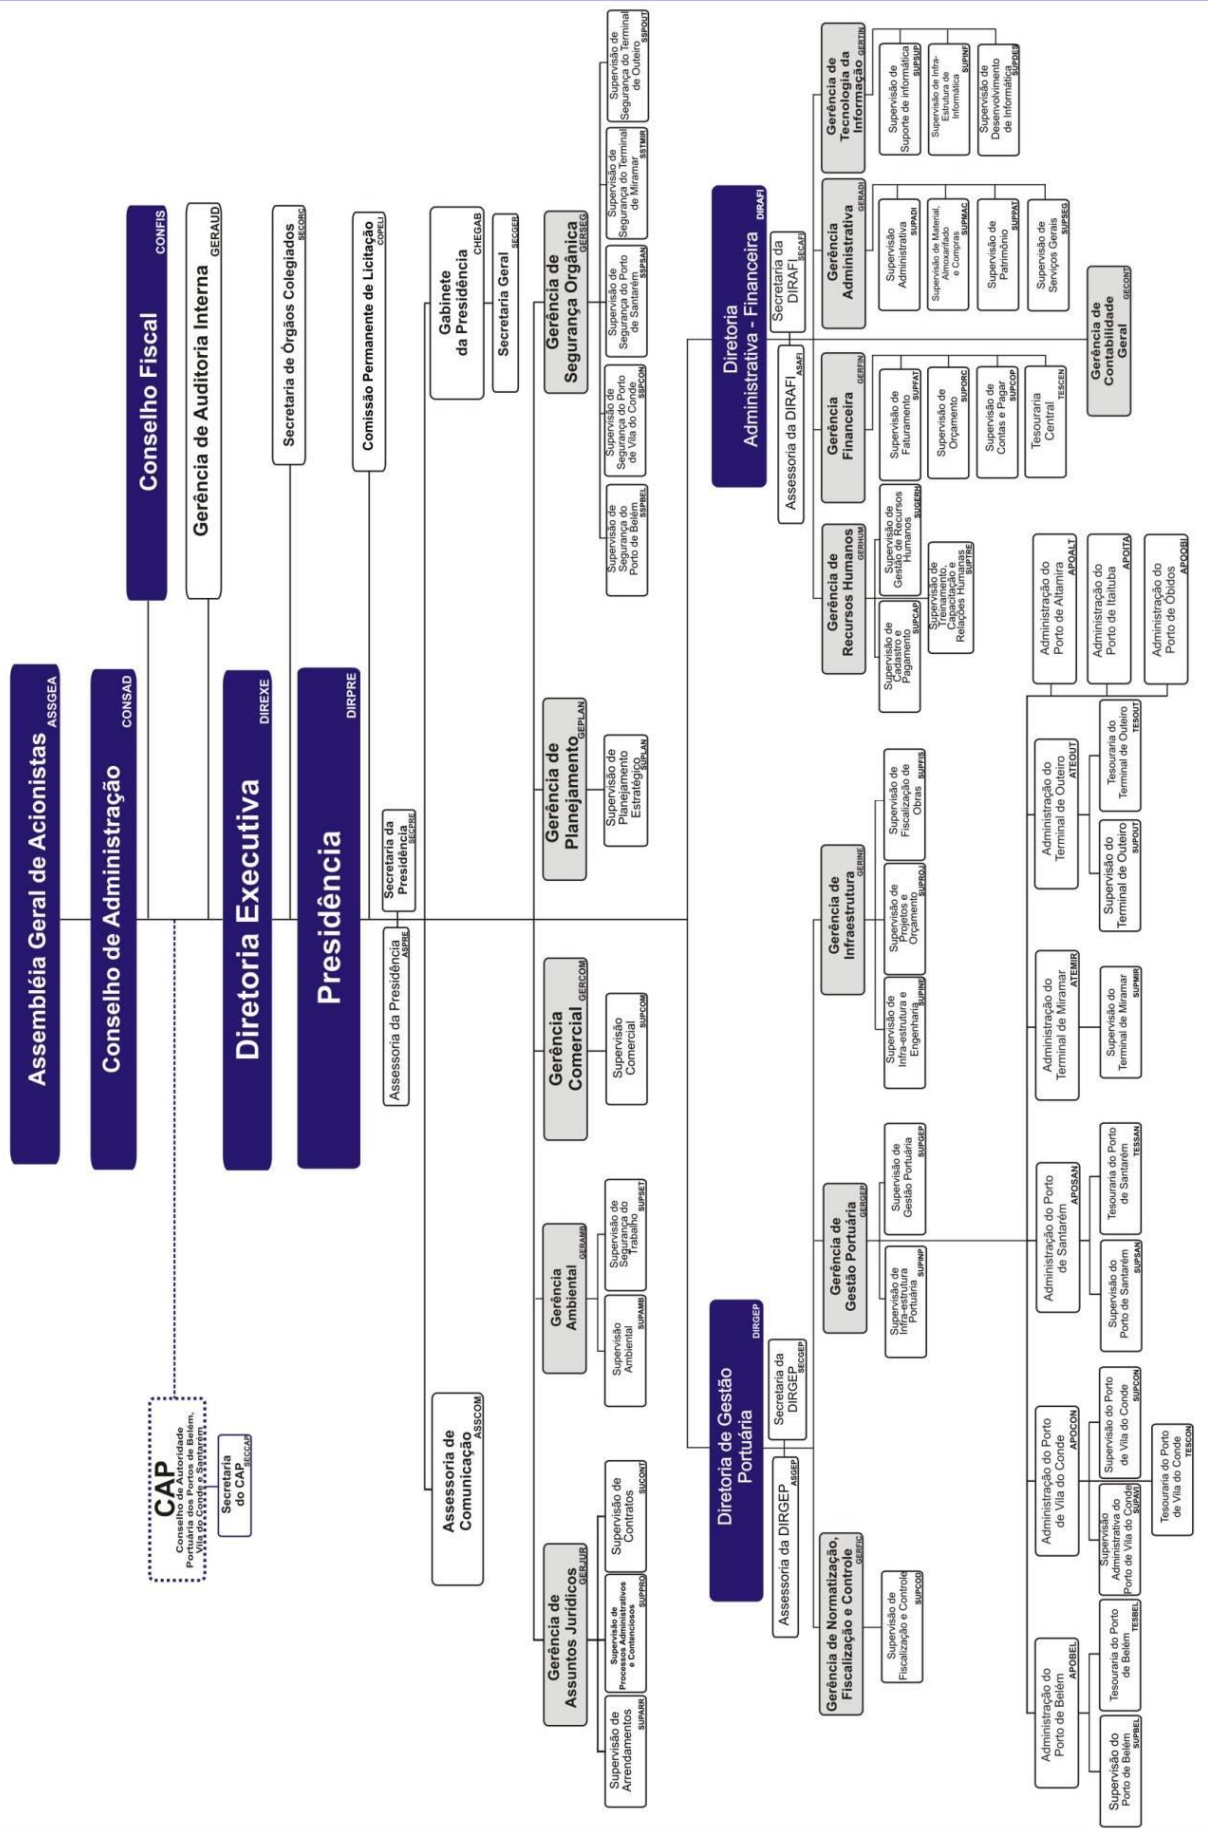 Assembléia Geral de Acionistas
ASSGEA
Conselho de Administração
CONSAD
Conselho Fiscal
CONFIS
CAP
Conselho de Autoridade
Portuária dos Portos de Belém,
Vila do Conde e Santarém
Secretaria
do CAP
SECCAP
Gerência de Auditoria Interna
GERAUD
Diretoria Executiva
DIREXE
Secretaria de Órgãos Colegiados
SECORC
Presidência
DIRPRE
Comissão Permanente de Licitação
COPELI
Assessoria da Presidência
ASPRE
Secretaria da
Presidência
SECPRE
Assessoria de
Comunicação
ASSCOM
Gabinete
da Presidência
CHEGAB
Secretaria Geral
SECGER
Gerência de
Assuntos Jurídicos
GERJUR
Supervisão de
Arrendamentos
SUPARR
Supervisão de
Processos Administrativos
e Contenciosos
SUPPRO
Supervisão de
Contratos
SUCONT
Gerência
Ambiental
GERAMB
Supervisão
Ambiental
SUPAMB
Supervisão de
Segurança do
Trabalho
SUPSET
Gerência
Comercial
GERCOM
Supervisão
Comercial
SUPCOM
Gerência de
Planejamento
GEPLAN
Supervisão de
Planejamento
Estratégico
SUPLAN
Gerência de
Segurança Orgânica
GERSEG
Supervisão de
Segurança do
Porto de Belém
SSPBEL
Supervisão de
Segurança do Porto
de Vila do Conde
SSPCON
Supervisão de
Segurança do Porto
de Santarém
SSPSAN
Supervisão de
Segurança do Terminal
de Miramar
SSTMIR
Supervisão de
Segurança do Terminal
de Outeiro
SSPOUT
Diretoria de Gestão
Portuária
DIRGEP
Assessoria da DIRGEP
ASGEP
Secretaria da
DIRGEP
SECGEP
Gerência de Normatização,
Fiscalização e Controle
GERFIC
Supervisão de
Fiscalização e Controle
SUPCOD
Gerência de
Gestão Portuária
GERGEP
Supervisão de
Infra-estrutura
Portuária
SUPINP
Supervisão de
Gestão Portuária
SUPGEP
Gerência de
Infraestrutura
GERINE
Supervisão de
Infra-estrutura e
Engenharia
SUPINE
Supervisão de
Projetos e
Orçamento
SUPROJ
Supervisão de
Fiscalização de
Obras
SUPFIS
Administração do
Porto de Belém
APOBEL
Supervisão do
Porto de Belém
SUPBEL
Tesouraria do Porto
de Belém
TESBEL
Administração do Porto
de Vila do Conde
APOCON
Supervisão
Administrativa do
Porto de Vila do Conde
SUPAVI
Supervisão do Porto
de Vila do Conde
SUPCON
Tesouraria do Porto
de Vila do Conde
TESCON
Administração do Porto
de Santarém
APOSAN
Supervisão do
Porto de Santarém
SUPSAN
Tesouraria do Porto
de Santarém
TESSAN
Administração do
Terminal de Miramar
ATEMIR
Supervisão do
Terminal de Miramar
SUPMIR
Administração do
Terminal de Outeiro
ATEOUT
Supervisão do
Terminal de Outeiro
SUPOUT
Tesouraria do
Terminal de Outeiro
TESOUT
Administração do
Porto de Altamira
APOALT
Administração do
Porto de Itaituba
APOITA
Administração do
Porto de Óbidos
APOOBI
Diretoria
Administrativa - Financeira
DIRAFI
Assessoria da DIRAFI
ASAFI
Secretaria da
DIRAFI
SECAFI
Gerência de
Recursos Humanos
GERHUM
Supervisão de
Cadastro e
Pagamento
SUPCAP
Supervisão de
Gestão de Recursos
Humanos
SUGERH
Supervisão de
Treinamento,
Capacitação e
Relações Humanas
SUPTRE
Gerência
Financeira
GERFIN
Supervisão de
Faturamento
SUPFAT
Supervisão de
Orçamento
SUPORC
Supervisão de
Contas e Pagar
SUPCOP
Tesouraria
Central
TESCEN
Gerência
Administrativa
GERADI
Supervisão
Administrativa
SUPADI
Supervisão de Material,
Almoxarifado
e Compras
SUPMAC
Supervisão de
Patrimônio
SUPPAT
Supervisão de
Serviços Gerais
SUPSEG
Gerência de
Tecnologia da
Informação
GERTIN
Supervisão de
Suporte de informática
SUPSUP
Supervisão de Infra-
Estrutura de
Informática
SUPINF
Supervisão de
Desenvolvimento
de Informática
SUPDES
Gerência de
Contabilidade
Geral
GECONT